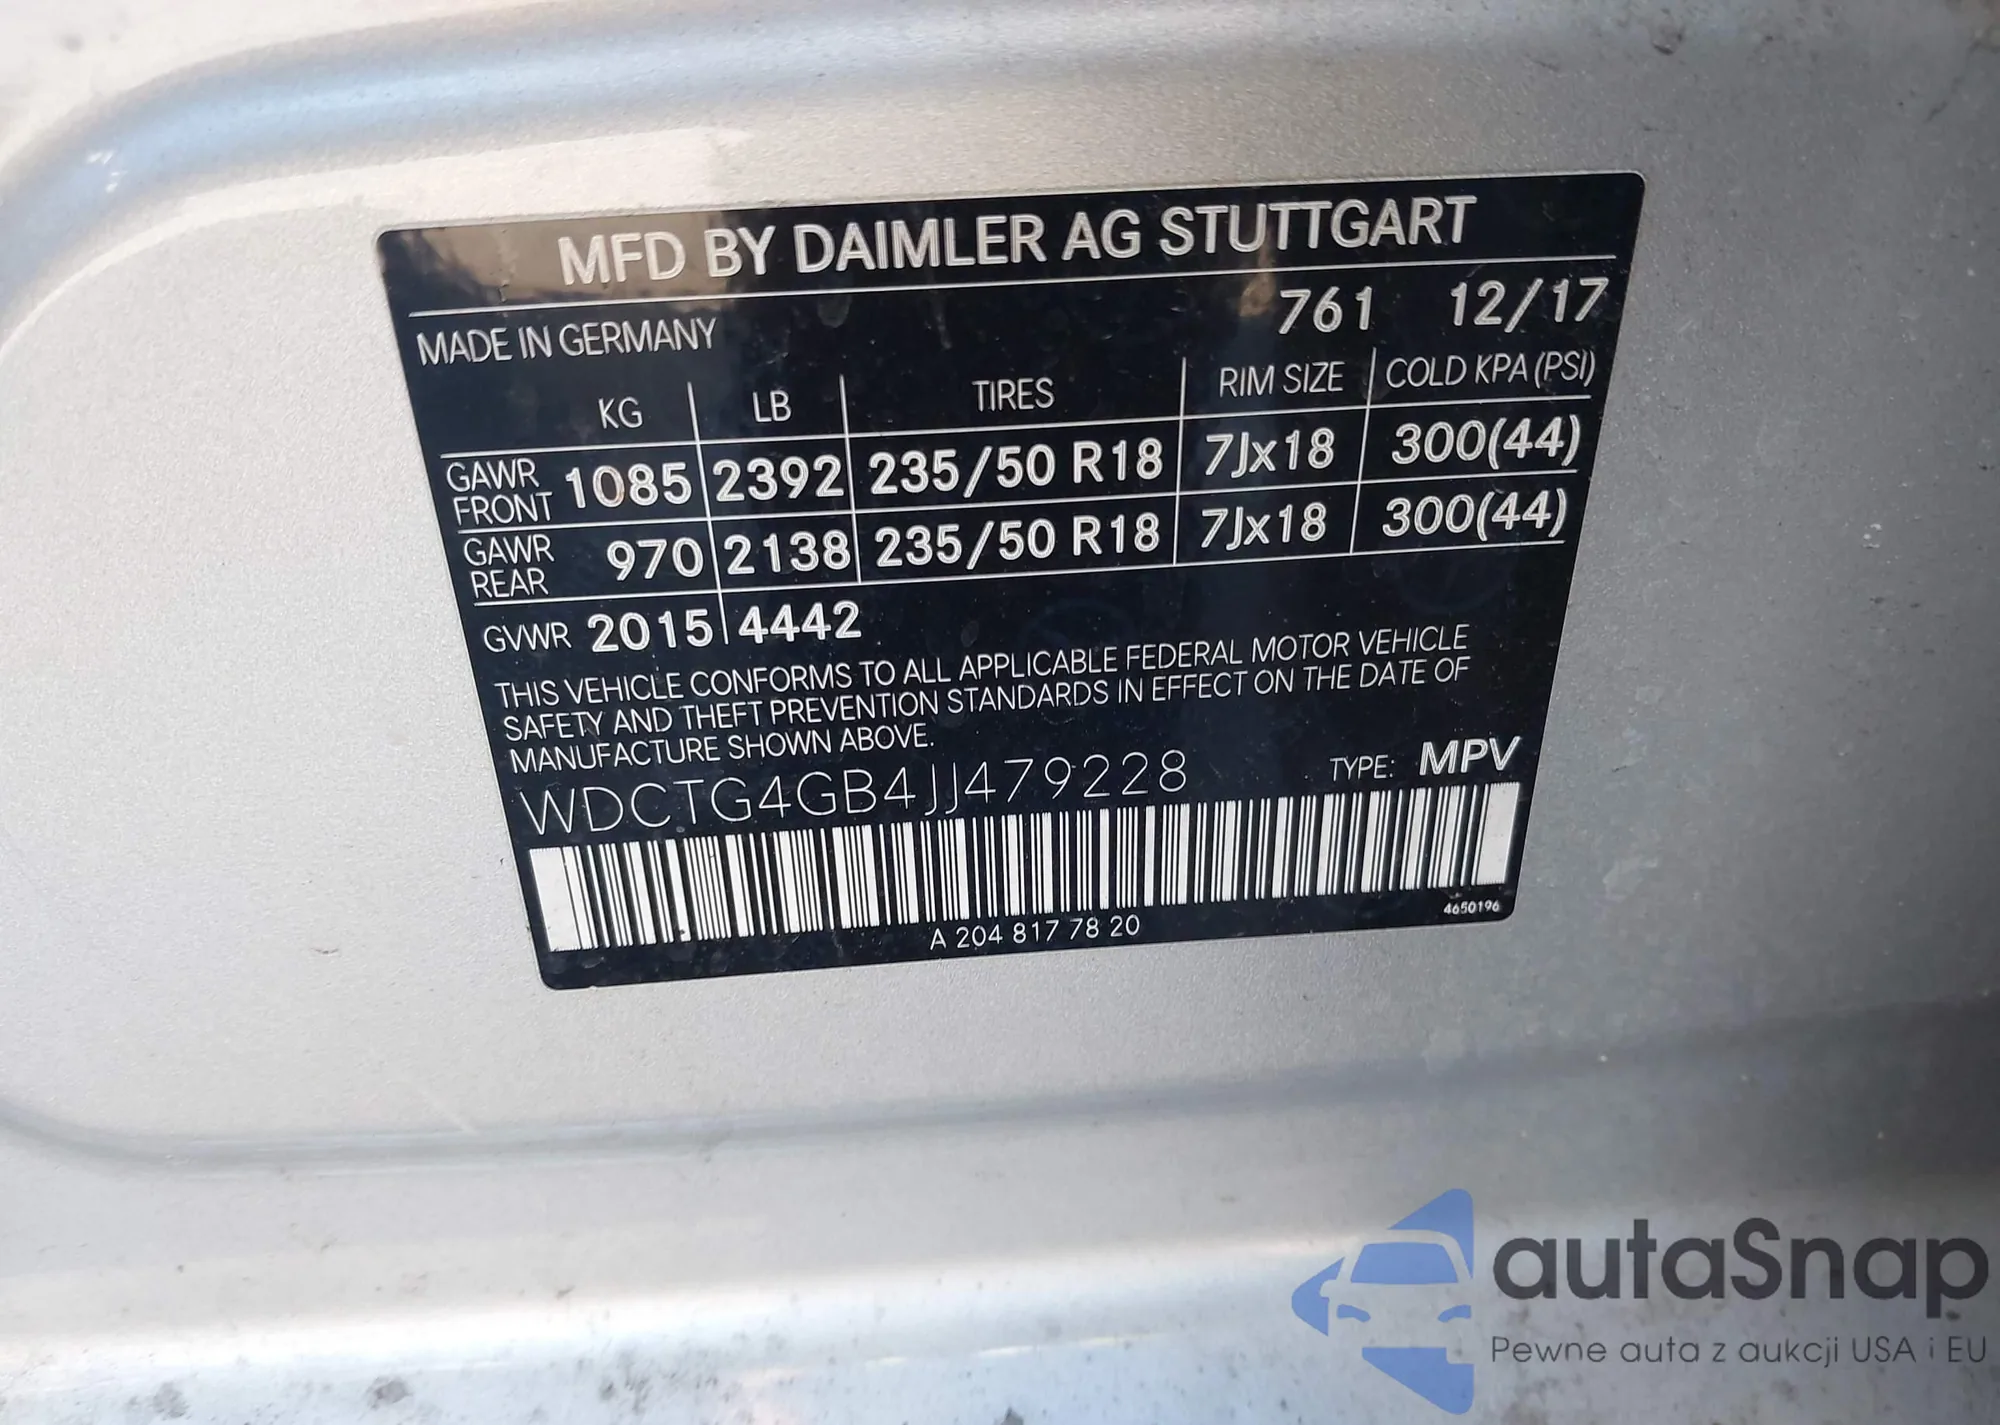 MFD BY DAIMLER AG STUTTGART
MADE IN GERMANY 761 12/17
KG LB TIRES RIM SIZE COLD KPA (PSI)
GAWR FRONT 1085 2392 235/50 R18 7Jx18 300(44)
GAWR REAR 970 2138 235/50 R18 7Jx18 300(44)
GVWR 2015 4442
THIS VEHICLE CONFORMS TO ALL APPLICABLE FEDERAL MOTOR VEHICLE
SAFETY AND THEFT PREVENTION STANDARDS IN EFFECT ON THE DATE OF
MANUFACTURE SHOWN ABOVE.
WDCTG4GB4JJ479228 TYPE: MPV
A 204 817 78 20 4650196
autaSnap
Pewne auta z aukcji USA i EU